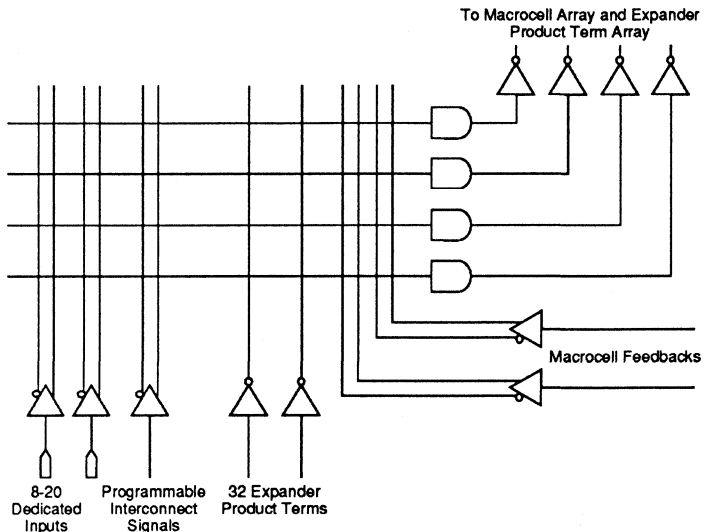 To Macrocell Array and Expander
Product Term Array
Macrocell Feedbacks
8-20
Dedicated
Inputs
Programmable
Interconnect
Signals
32 Expander
Product Terms